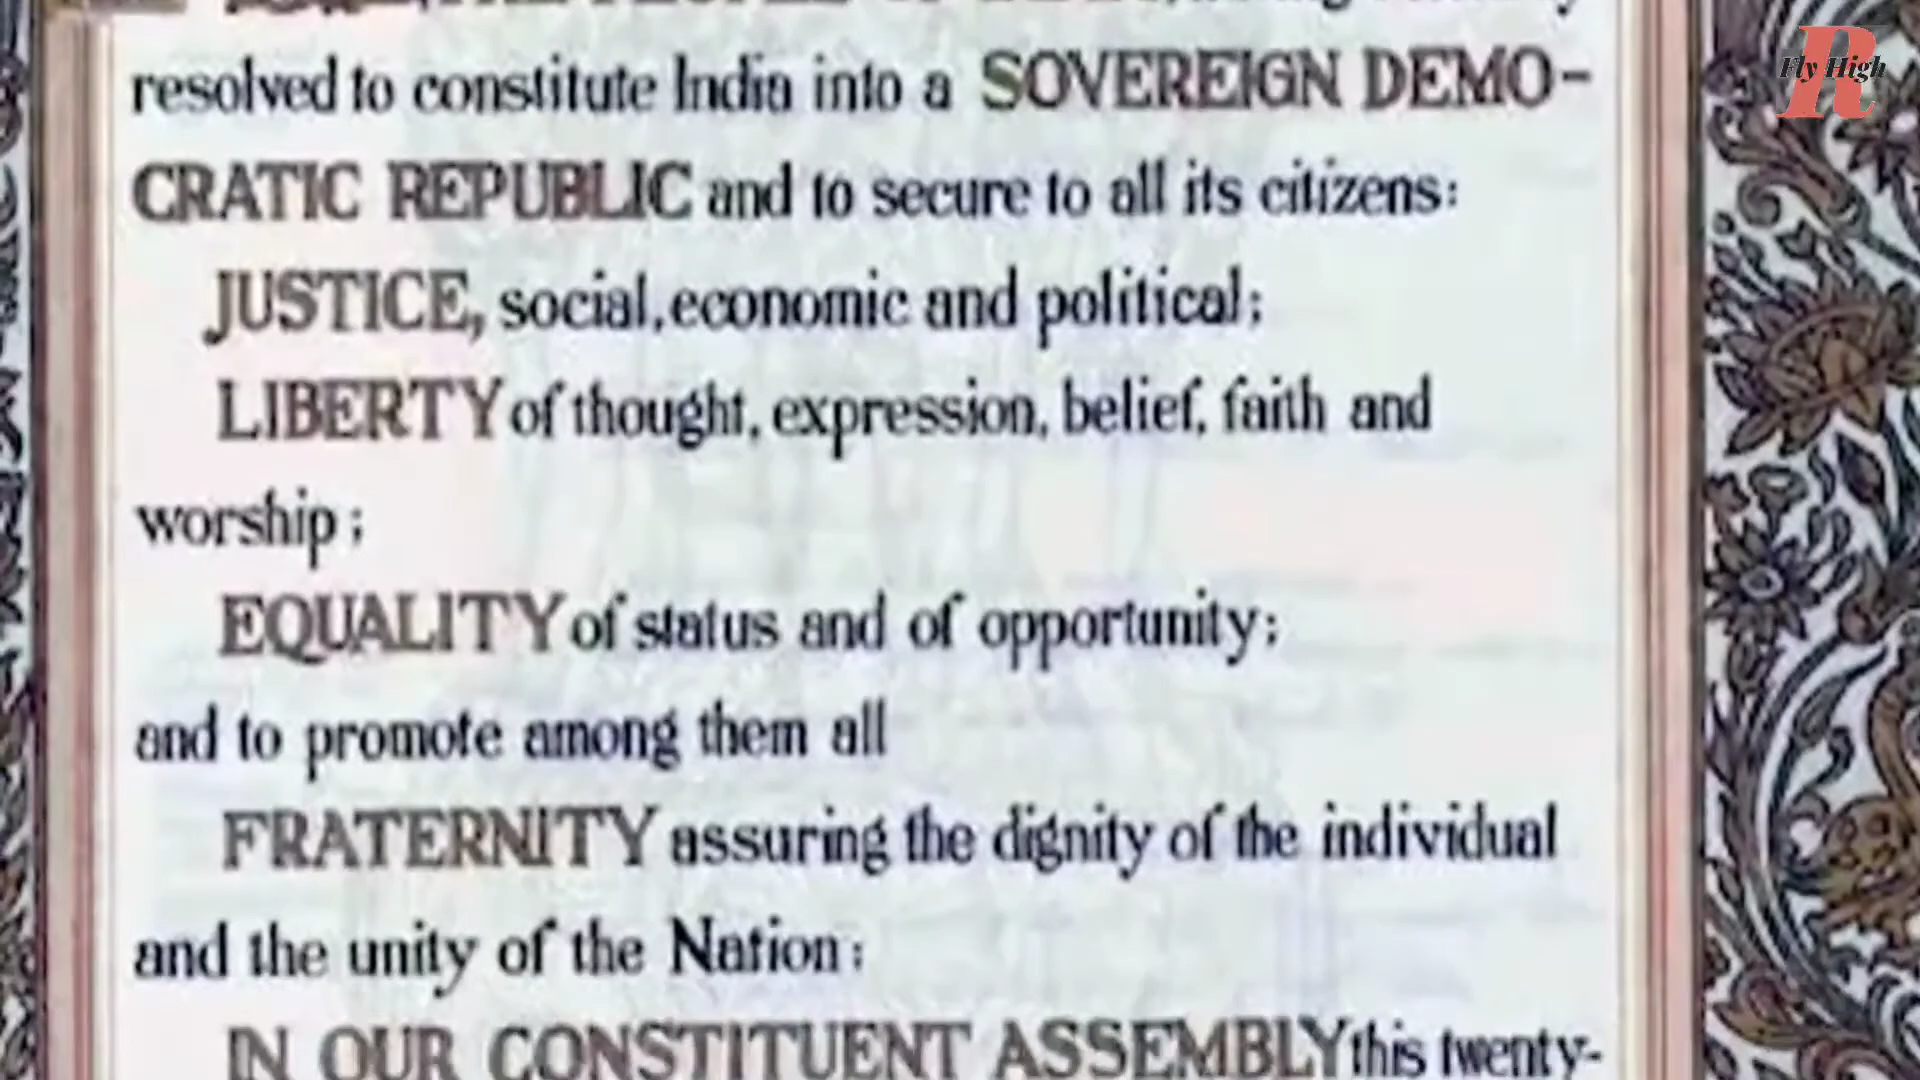 resolved to constitute India into a SOVEREIGN DEMO-
CRATIC REPUBLIC and to secure to all its citizens:
JUSTICE, social, economic and political;
LIBERTY of thought, expression, belief, faith and
worship;
EQUALITY of status and of opportunity;
and to promote among them all
FRATERNITY assuring the dignity of the individual
and the unity of the Nation;
IN OUR CONSTITUENT ASSEMBLY this twenty-
R
Fly High